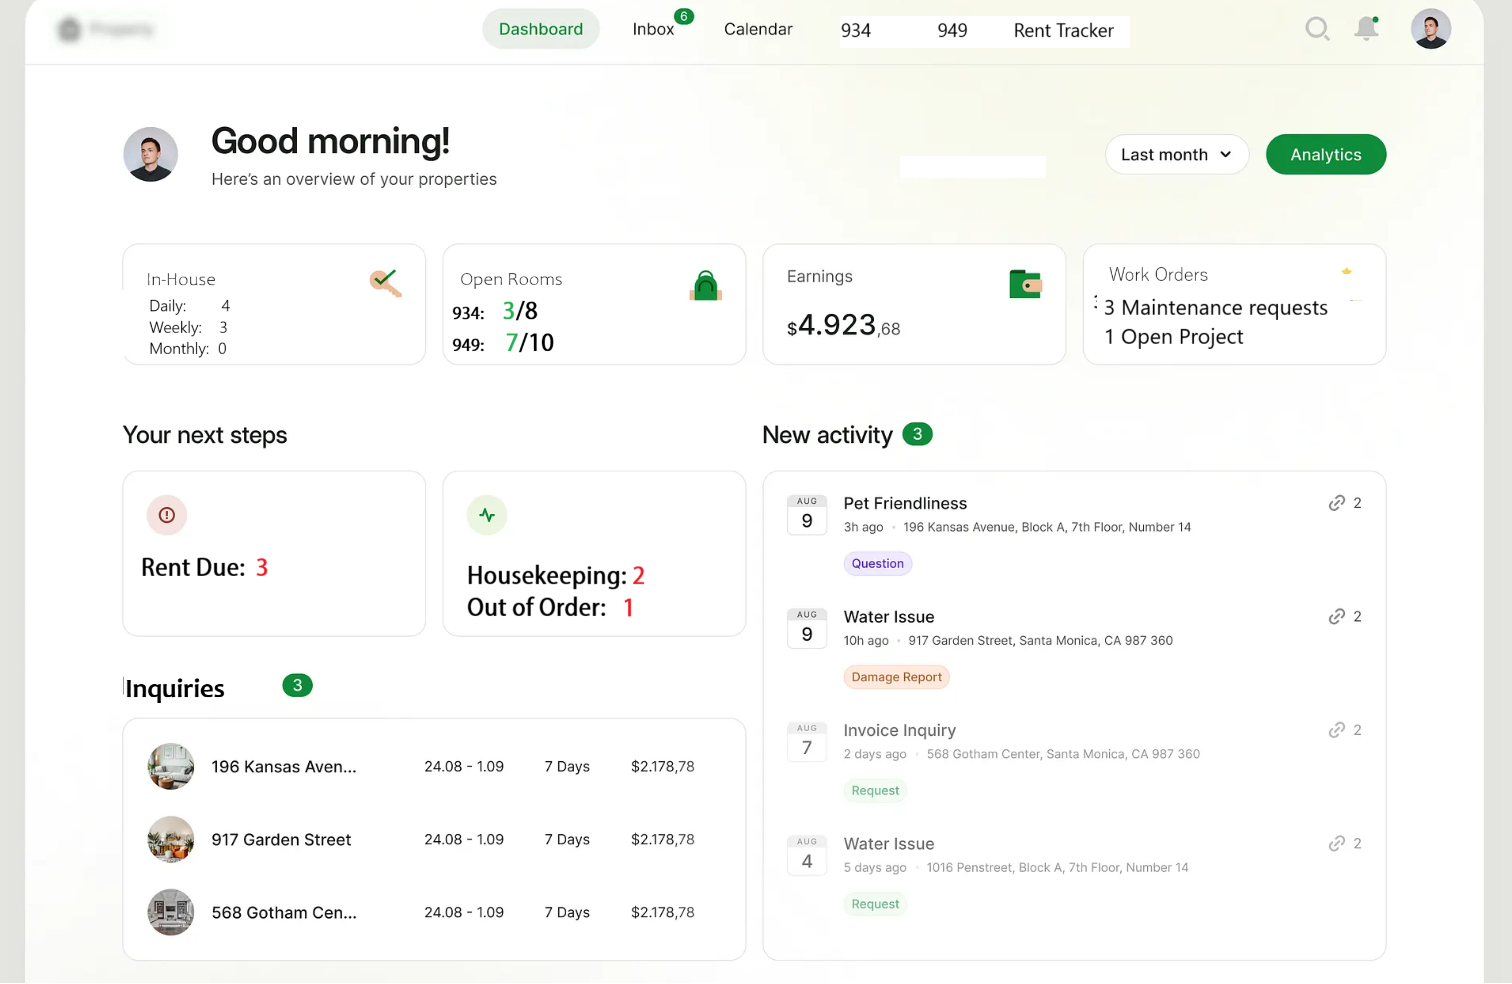 Property
Dashboard
Inbox 6
Calendar
934
949
Rent Tracker
Good morning!
Here's an overview of your properties
Last month
Analytics
In-House
Daily: 4
Weekly: 3
Monthly: 0
Open Rooms
934: 3/8
949: 7/10
Earnings
$4.923,68
Work Orders
3 Maintenance requests
1 Open Project
Your next steps
Rent Due: 3
Housekeeping: 2
Out of Order: 1
Inquiries 3
196 Kansas Aven... 24.08 - 1.09 7 Days $2.178,78
917 Garden Street 24.08 - 1.09 7 Days $2.178,78
568 Gotham Cen... 24.08 - 1.09 7 Days $2.178,78
New activity 3
AUG 9
Pet Friendliness 2
3h ago • 196 Kansas Avenue, Block A, 7th Floor, Number 14
Question
AUG 9
Water Issue 2
10h ago • 917 Garden Street, Santa Monica, CA 987 360
Damage Report
AUG 7
Invoice Inquiry 2
2 days ago • 568 Gotham Center, Santa Monica, CA 987 360
Request
AUG 4
Water Issue 2
5 days ago • 1016 Penstreet, Block A, 7th Floor, Number 14
Request